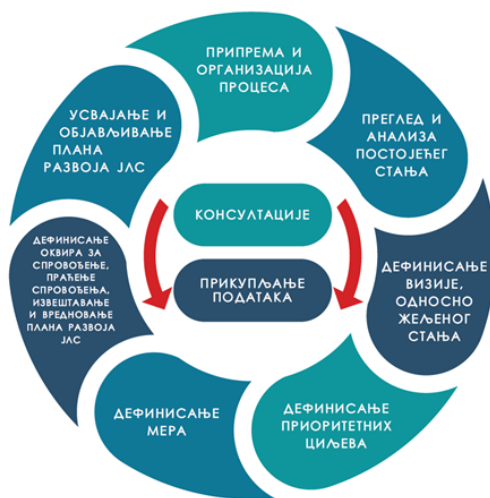 ПРИПРЕМА И
ОРГАНИЗАЦИЈА
ПРОЦЕСА
ПРЕГЛЕД И
АНАЛИЗА
ПОСТОЈЕЋЕГ
СТАЊА
ДЕФИНИСАЊЕ
ВИЗИЈЕ,
ОДНОСНО
ЖЕЉЕНОГ
СТАЊА
ДЕФИНИСАЊЕ
ПРИОРИТЕТНИХ
ЦИЉЕВА
ДЕФИНИСАЊЕ
МЕРА
ДЕФИНИСАЊЕ
ОКВИРА ЗА
СПРОВОЂЕЊЕ,
ПРАЋЕЊЕ
СПРОВОЂЕЊА,
ИЗВЕШТАВАЊЕ
И ВРЕДНОВАЊЕ
ПЛАНА РАЗВОЈА
ЈЛС
УСВАЈАЊЕ И
ОБЈАВЉИВАЊЕ
ПЛАНА
РАЗВОЈА ЈЛС
КОНСУЛТАЦИЈЕ
ПРИКУПЉАЊЕ
ПОДАТАКА